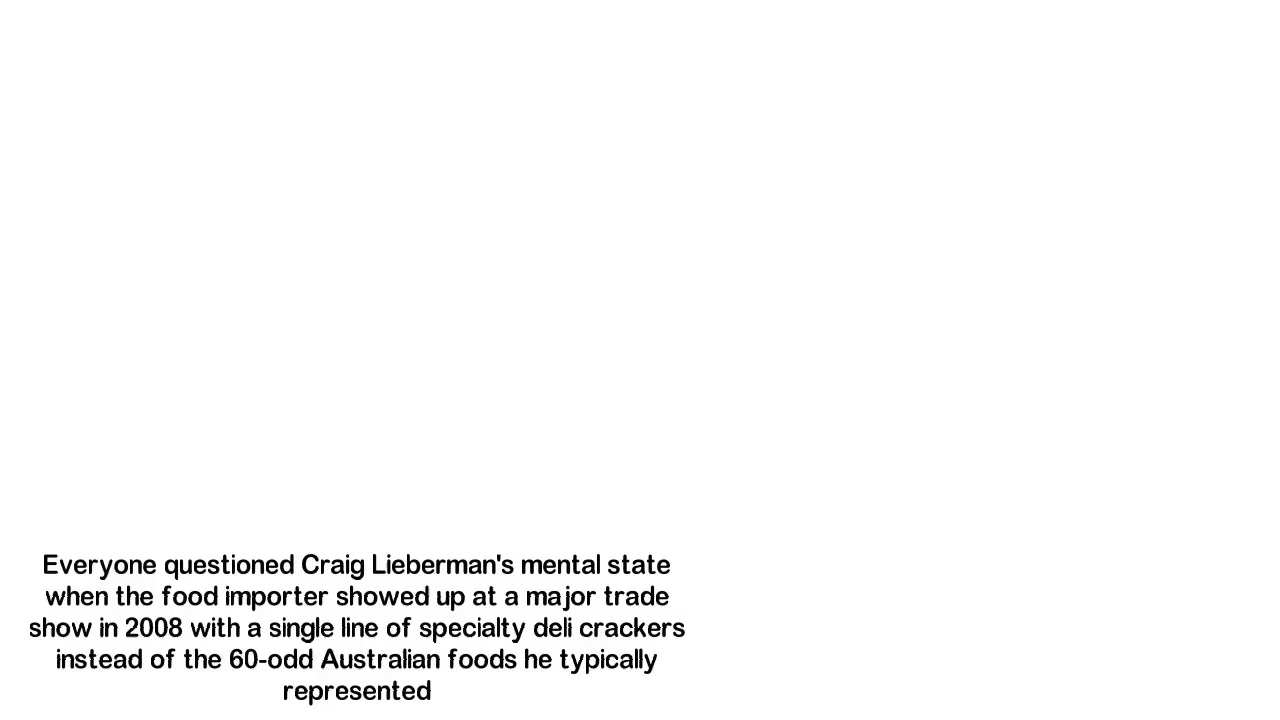 Everyone questioned Craig Lieberman's mental state
when the food importer showed up at a major trade
show in 2008 with a single line of specialty deli crackers
instead of the 60-odd Australian foods he typically
represented